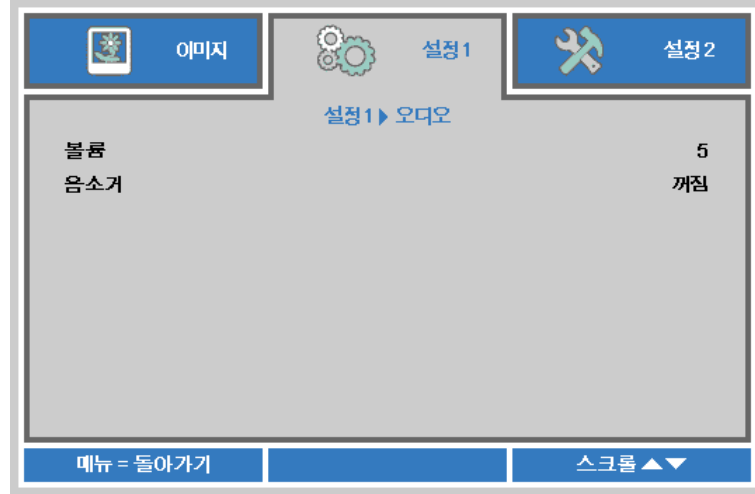 이미지
설정 1
설정 2
설정 1 ▶ 오디오
볼륨 5
음소거 꺼짐
메뉴 = 돌아가기
스크롤 ▲▼